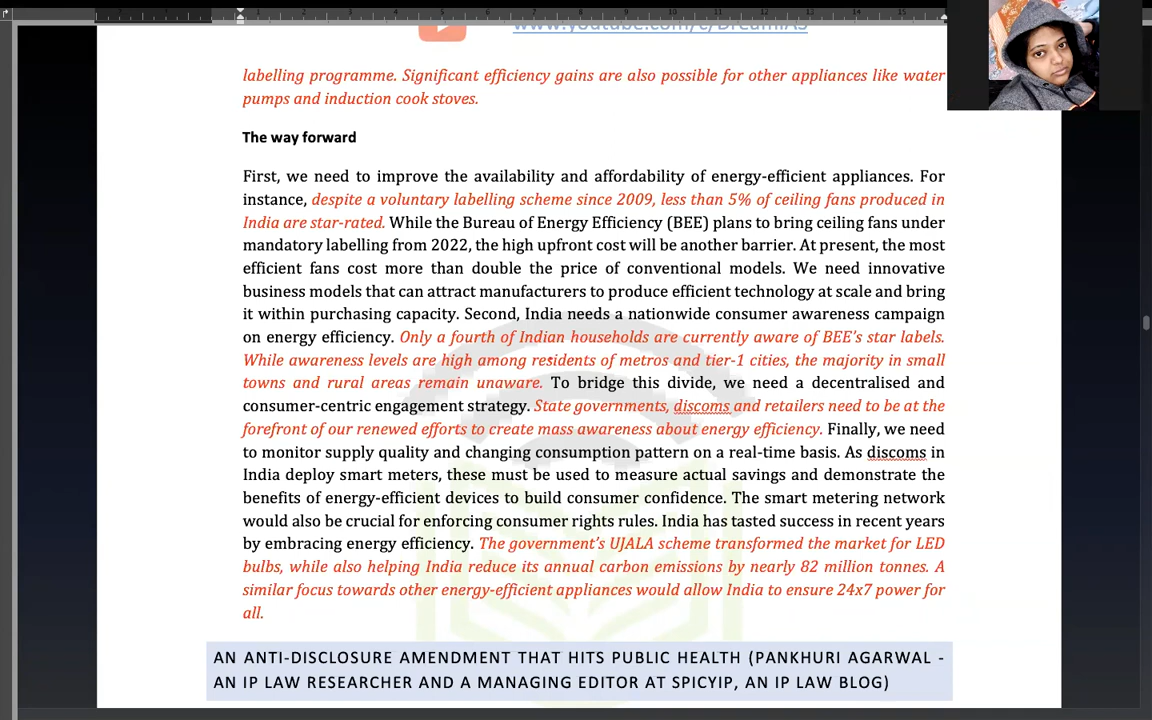 www.youtube.com/c/DreamIAS
labelling programme. Significant efficiency gains are also possible for other appliances like water
pumps and induction cook stoves.
The way forward
First, we need to improve the availability and affordability of energy-efficient appliances. For
instance, despite a voluntary labelling scheme since 2009, less than 5% of ceiling fans produced in
India are star-rated. While the Bureau of Energy Efficiency (BEE) plans to bring ceiling fans under
mandatory labelling from 2022, the high upfront cost will be another barrier. At present, the most
efficient fans cost more than double the price of conventional models. We need innovative
business models that can attract manufacturers to produce efficient technology at scale and bring
it within purchasing capacity. Second, India needs a nationwide consumer awareness campaign
on energy efficiency. Only a fourth of Indian households are currently aware of BEE's star labels.
While awareness levels are high among residents of metros and tier-1 cities, the majority in small
towns and rural areas remain unaware. To bridge this divide, we need a decentralised and
consumer-centric engagement strategy. State governments, discoms and retailers need to be at the
forefront of our renewed efforts to create mass awareness about energy efficiency. Finally, we need
to monitor supply quality and changing consumption pattern on a real-time basis. As discoms in
India deploy smart meters, these must be used to measure actual savings and demonstrate the
benefits of energy-efficient devices to build consumer confidence. The smart metering network
would also be crucial for enforcing consumer rights rules. India has tasted success in recent years
by embracing energy efficiency. The government's UJALA scheme transformed the market for LED
bulbs, while also helping India reduce its annual carbon emissions by nearly 82 million tonnes. A
similar focus towards other energy-efficient appliances would allow India to ensure 24x7 power for
all.
AN ANTI-DISCLOSURE AMENDMENT THAT HITS PUBLIC HEALTH (PANKHURI AGARWAL -
AN IP LAW RESEARCHER AND A MANAGING EDITOR AT SPICYIP, AN IP LAW BLOG)